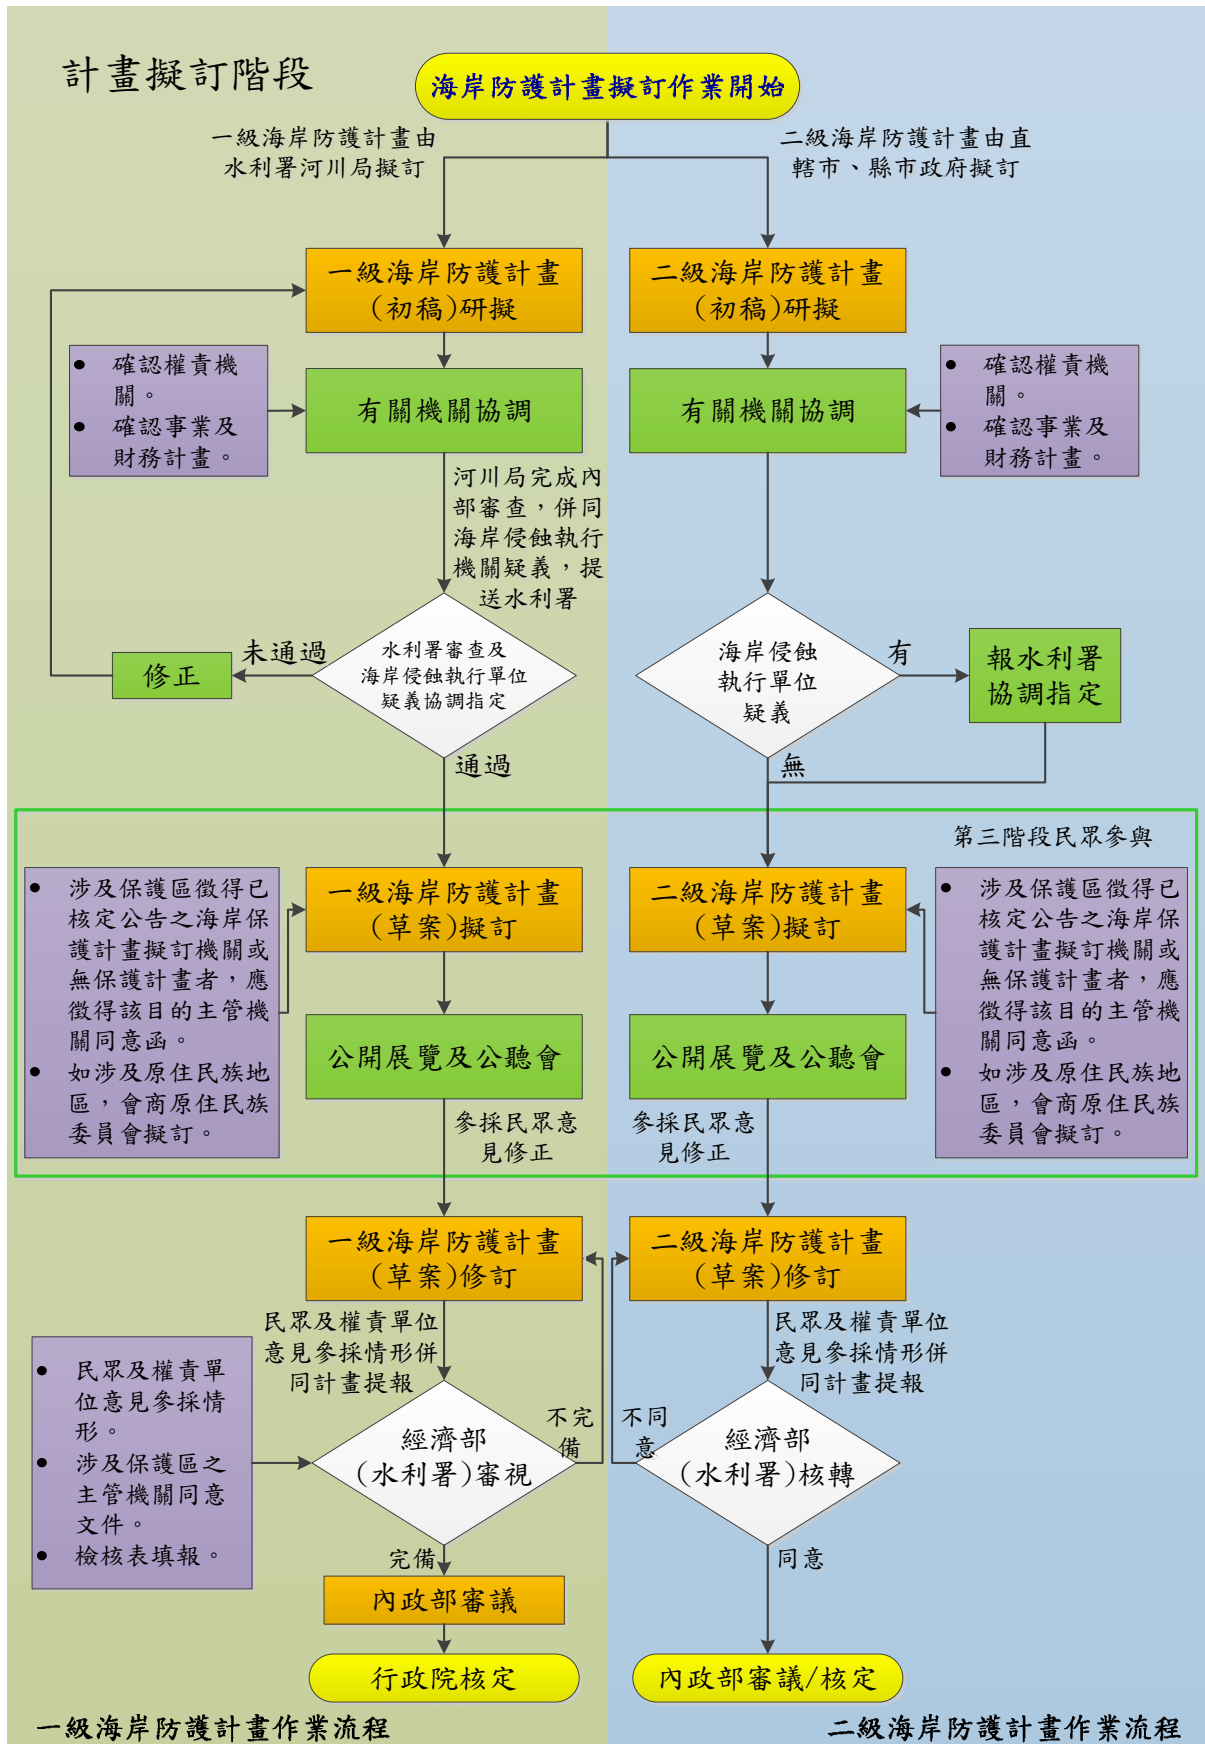 計畫擬訂階段
海岸防護計畫擬訂作業開始
一級海岸防護計畫由
水利署河川局擬訂
二級海岸防護計畫由直
轄市、縣市政府擬訂
一級海岸防護計畫
(初稿)研擬
二級海岸防護計畫
(初稿)研擬
● 確認權責機
關。
● 確認事業及
財務計畫。
有關機關協調
有關機關協調
● 確認權責機
關。
● 確認事業及
財務計畫。
河川局完成內
部審查,併同
海岸侵蝕執行
機關疑義,提
送水利署
水利署審查及
海岸侵蝕執行單位
疑義協調指定
未通過
修正
通過
海岸侵蝕
執行單位
疑義
有
報水利署
協調指定
無
第三階段民眾參與
● 涉及保護區徵得已
核定公告之海岸保
護計畫擬訂機關或
無保護計畫者,應
徵得該目的主管機
關同意函。
● 如涉及原住民族地
區,會商原住民族
委員會擬訂。
一級海岸防護計畫
(草案)擬訂
二級海岸防護計畫
(草案)擬訂
● 涉及保護區徵得已
核定公告之海岸保
護計畫擬訂機關或
無保護計畫者,應
徵得該目的主管機
關同意函。
● 如涉及原住民族地
區,會商原住民族
委員會擬訂。
公開展覽及公聽會
公開展覽及公聽會
參採民眾意
見修正
參採民眾意
見修正
一級海岸防護計畫
(草案)修訂
二級海岸防護計畫
(草案)修訂
民眾及權責單位
意見參採情形併
同計畫提報
民眾及權責單位
意見參採情形併
同計畫提報
● 民眾及權責單
位意見參採情
形。
● 涉及保護區之
主管機關同意
文件。
● 檢核表填報。
經濟部
(水利署)審視
不完
備
不同
意
經濟部
(水利署)核轉
完備
同意
內政部審議
行政院核定
內政部審議/核定
一級海岸防護計畫作業流程
二級海岸防護計畫作業流程